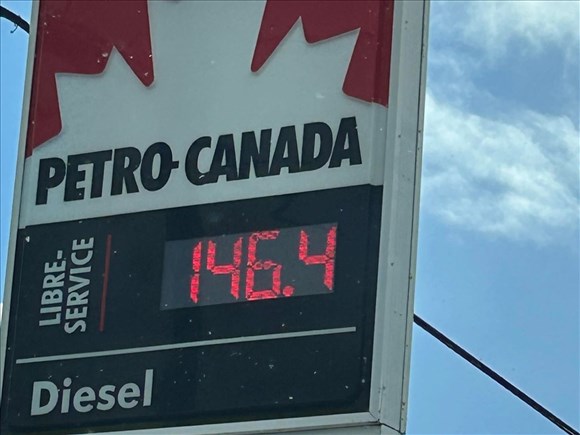 PETRO-CANADA
LIBRE-
SERVICE
146.4
Diesel